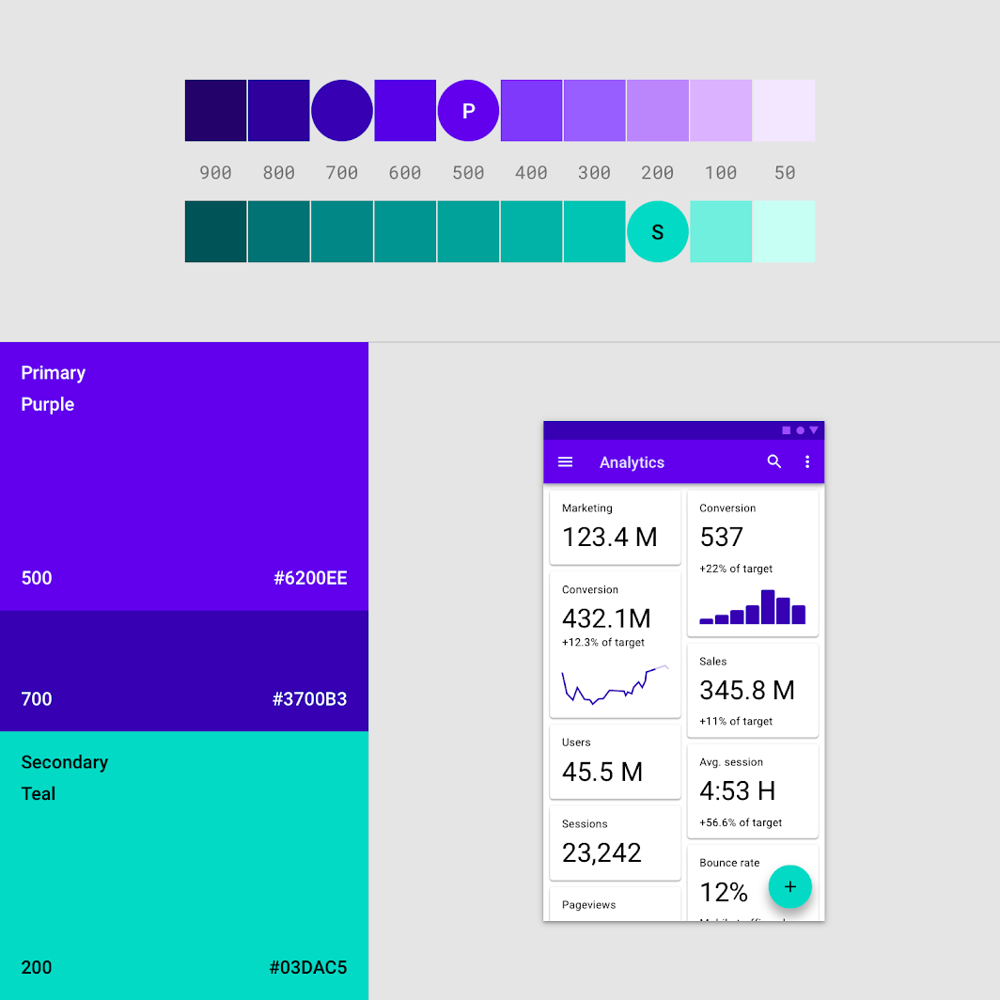 P
900 800 700 600 500 400 300 200 100 50
S
Primary
Purple
500 #6200EE
700 #3700B3
Secondary
Teal
200 #03DAC5
Analytics
Marketing
123.4 M
Conversion
432.1M
+12.3% of target
Users
45.5 M
Sessions
23,242
Pageviews
Conversion
537
+22% of target
Sales
345.8 M
+11% of target
Avg. session
4:53 H
+56.6% of target
Bounce rate
12%
+